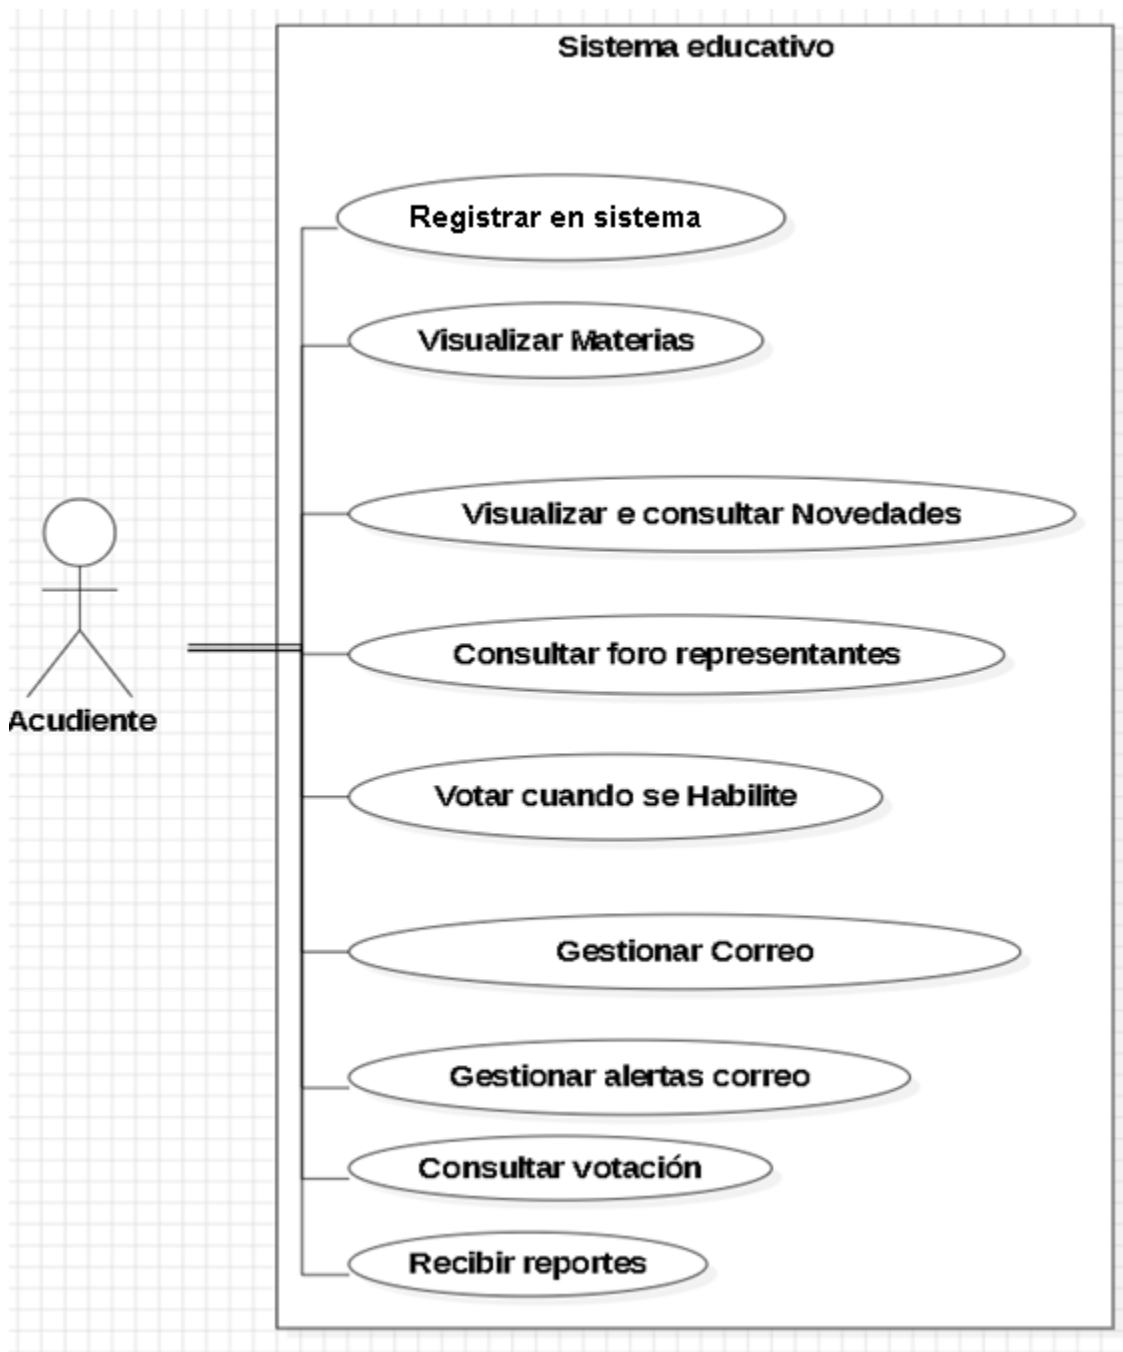 Sistema educativo
Registrar en sistema
Visualizar Materias
Visualizar e consultar Novedades
Consultar foro representantes
Acudiente
Votar cuando se Habilite
Gestionar Correo
Gestionar alertas correo
Consultar votación
Recibir reportes